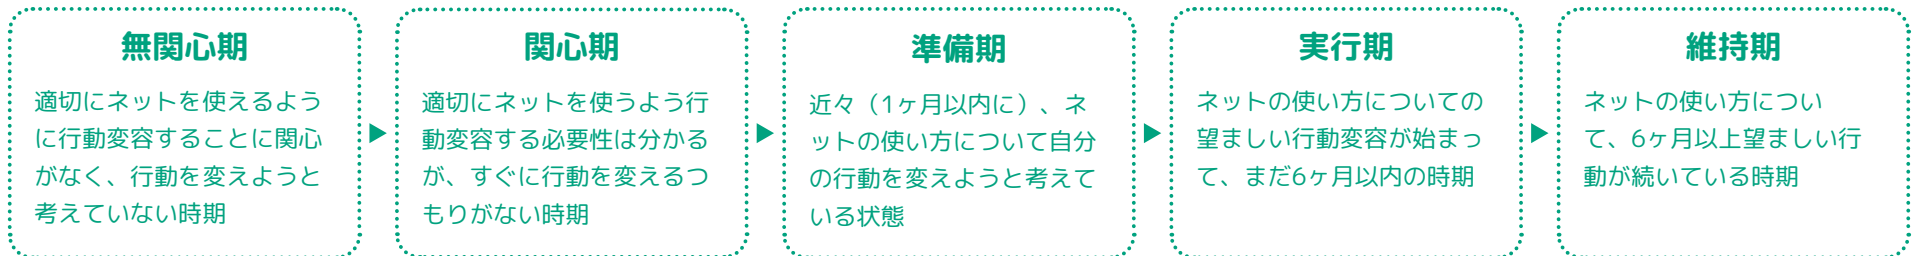 無関心期
適切にネットを使えるよう
に行動変容することに関心
がなく、行動を変えようと
考えていない時期
関心期
適切にネットを使うよう行
動変容する必要性は分かる
が、すぐに行動を変えるつ
もりがない時期
準備期
近々（1ヶ月以内に）、ネ
ットの使い方について自分
の行動を変えようと考えて
いる状態
実行期
ネットの使い方についての
望ましい行動変容が始まっ
て、まだ6ヶ月以内の時期
維持期
ネットの使い方につい
て、6ヶ月以上望ましい行
動が続いている時期